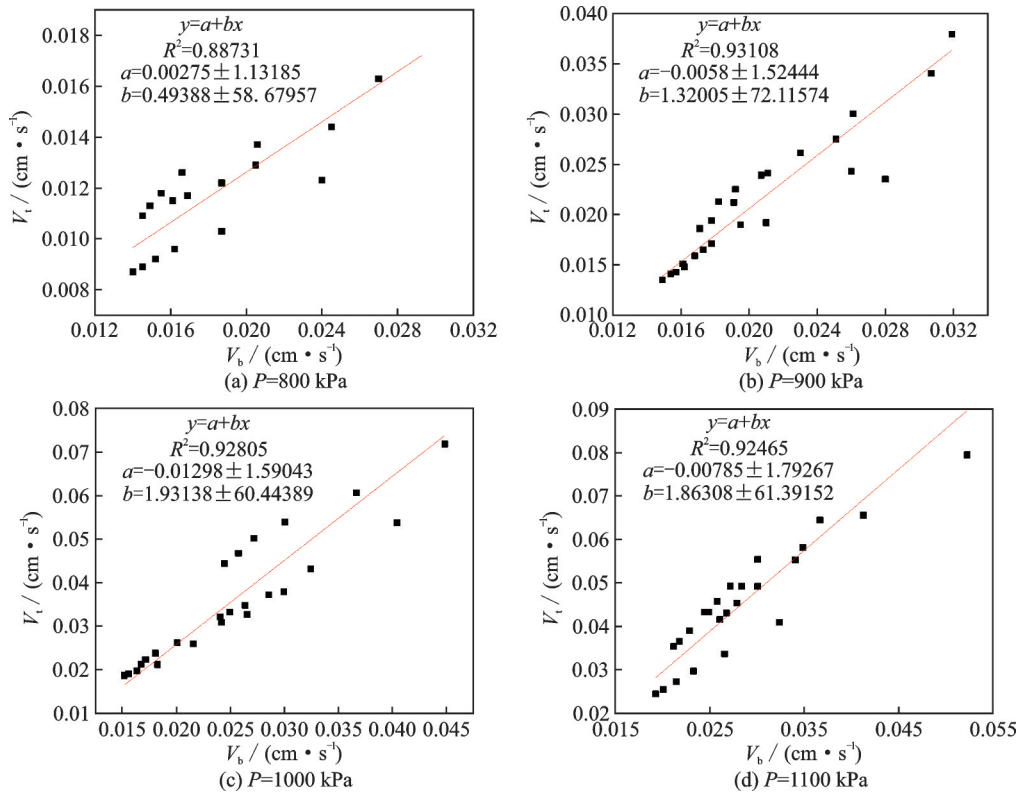 y=a+bx
R²=0.88731
a=0.00275±1.13185
b=0.49388±58. 67957
0.018
0.016
0.014
0.012
0.010
0.008
Vt / (cm • s⁻¹)
0.012 0.016 0.020 0.024 0.028 0.032
Vb / (cm • s⁻¹)
(a) P=800 kPa
y=a+bx
R²=0.93108
a=−0.0058±1.52444
b=1.32005±72.11574
0.040
0.035
0.030
0.025
0.020
0.015
0.010
Vt / (cm • s⁻¹)
0.012 0.016 0.020 0.024 0.028 0.032
Vb / (cm • s⁻¹)
(b) P=900 kPa
y=a+bx
R²=0.92805
a=−0.01298±1.59043
b=1.93138±60.44389
0.08
0.07
0.06
0.05
0.04
0.03
0.02
0.01
Vt / (cm • s⁻¹)
0.015 0.020 0.025 0.030 0.035 0.040 0.045
Vb / (cm • s⁻¹)
(c) P=1000 kPa
y=a+bx
R²=0.92465
a=−0.00785±1.79267
b=1.86308±61.39152
0.09
0.08
0.07
0.06
0.05
0.04
0.03
0.02
Vt / (cm • s⁻¹)
0.015 0.025 0.035 0.045 0.055
Vb / (cm • s⁻¹)
(d) P=1100 kPa